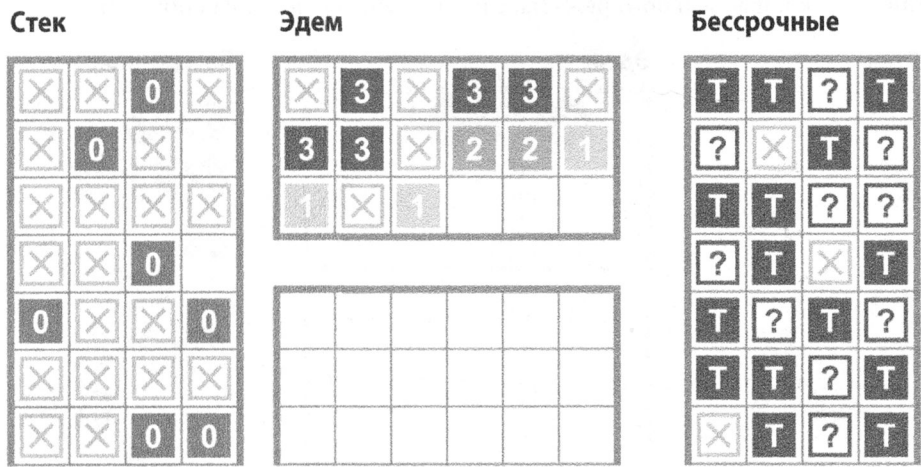 Стек Эдем Бессрочные
X X 0 X X 3 X 3 3 X T T ? T
X 0 X 3 3 X 2 2 1 ? X T ?
X X X X 1 X 1 T T ? ?
X X 0 ? T X T
0 X X 0 T ? T ?
X X X X T T ? T
X X 0 0 X T ? T